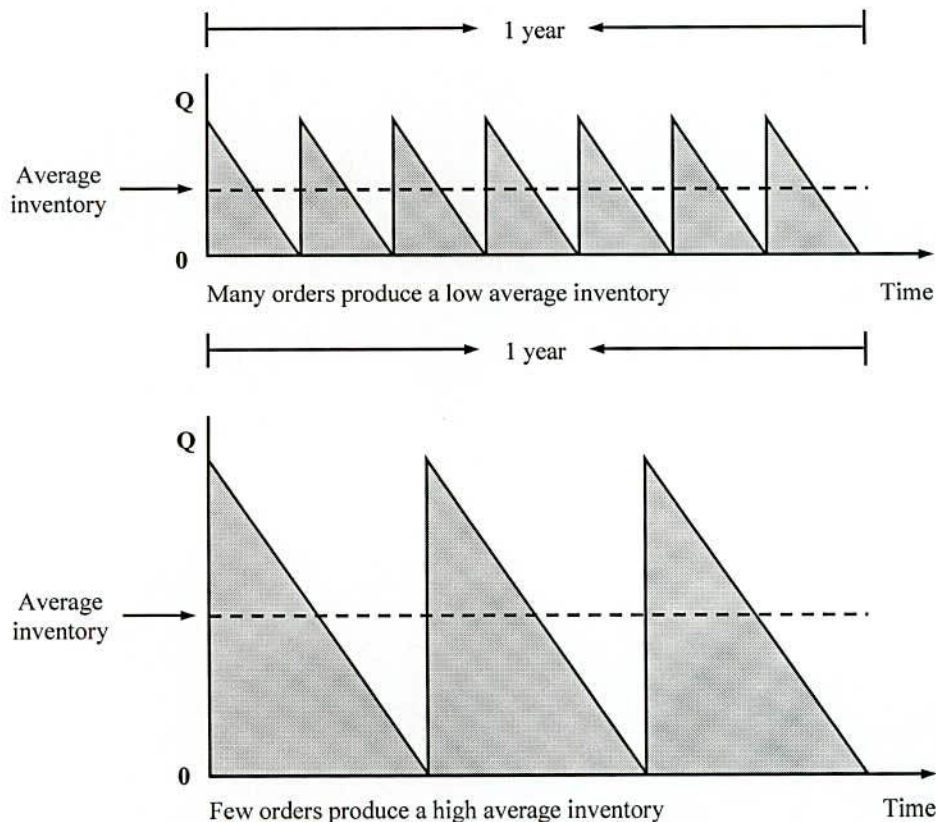 1 year
Q
Average
inventory
0
Many orders produce a low average inventory
Time
1 year
Q
Average
inventory
0
Few orders produce a high average inventory
Time